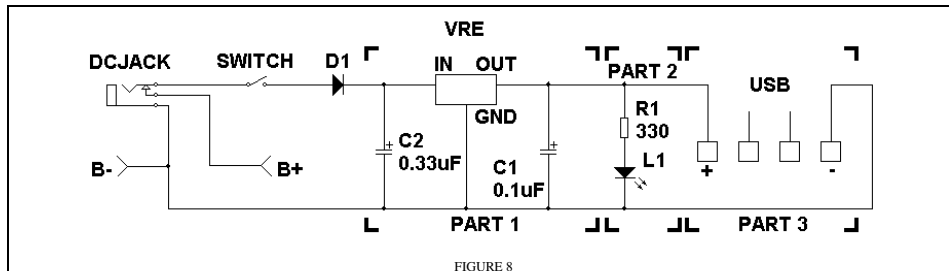 VRE
DCJACK
SWITCH
D1
IN OUT
PART 2
USB
GND
R1
330
C2
0.33uF
C1
0.1uF
L1
B-
B+
+
-
PART 1
PART 3
FIGURE 8